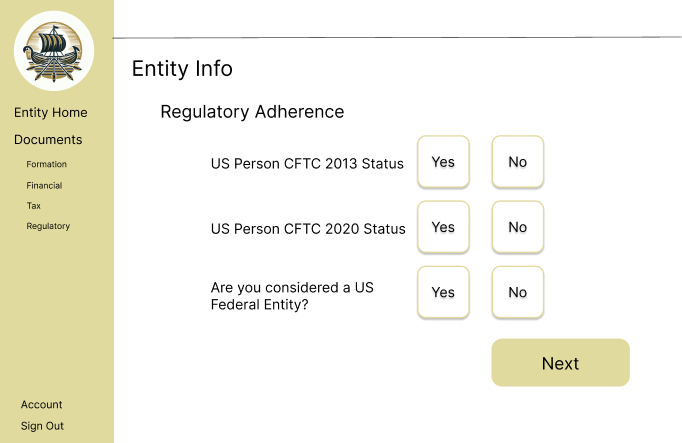 Entity Home
Documents
Formation
Financial
Tax
Regulatory
Account
Sign Out
Entity Info
Regulatory Adherence
US Person CFTC 2013 Status
Yes
No
US Person CFTC 2020 Status
Yes
No
Are you considered a US
Federal Entity?
Yes
No
Next